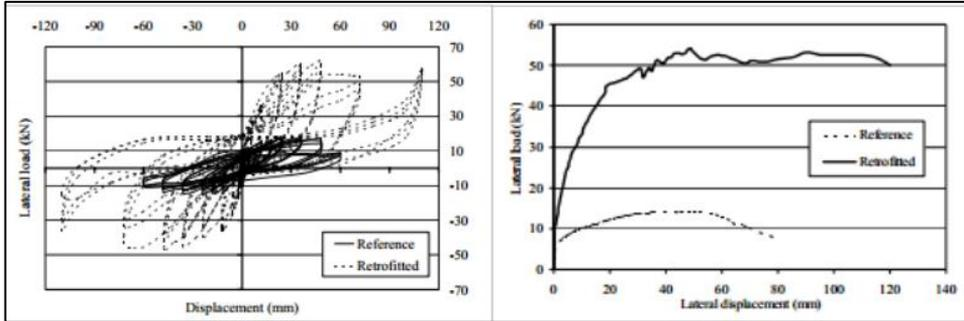 -120 -90 -60 -30 0 30 60 90 120
70
50
30
10
-10
-30
-50
-70
Lateral load (kN)
Reference
Retrofitted
Displacement (mm)
60
50
40
30
20
10
0
Lateral load (kN)
Reference
Retrofitted
0 20 40 60 80 100 120 140
Lateral displacement (mm)